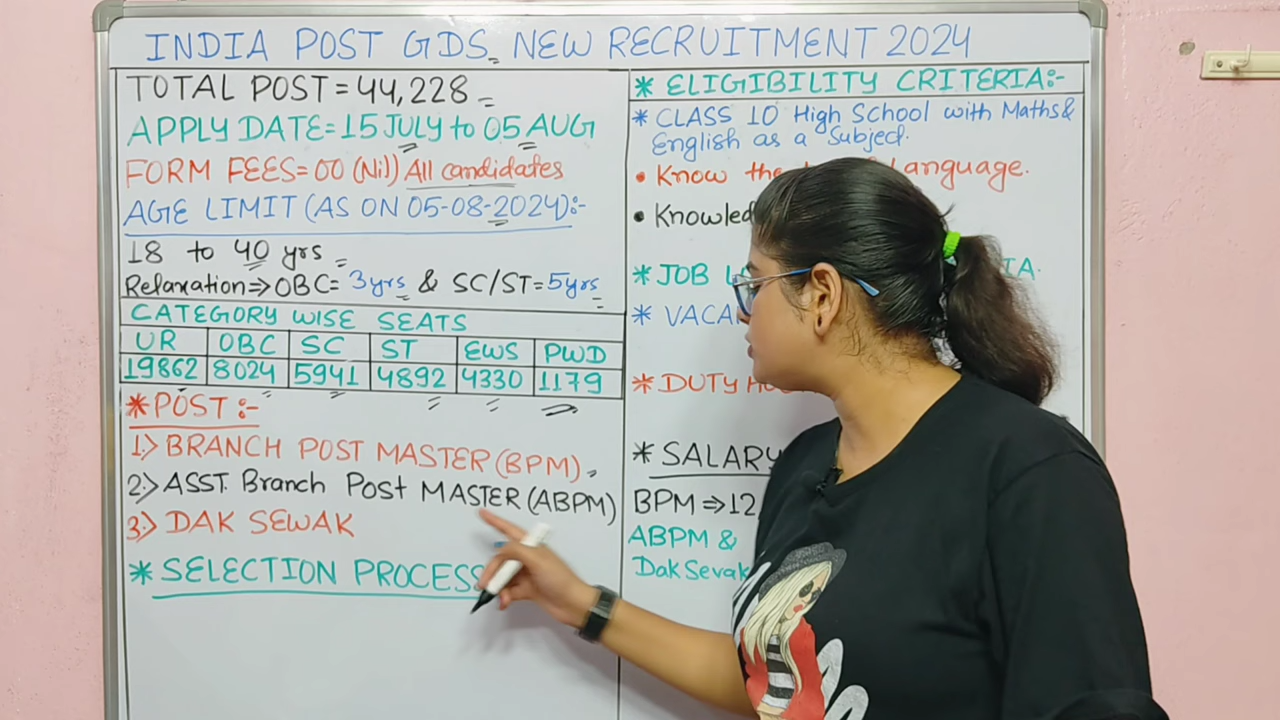 INDIA POST GDS NEW RECRUITMENT 2024
TOTAL POST = 44,228
APPLY DATE = 15 JULY to 05 AUG
FORM FEES = 00 (Nil) All candidates
AGE LIMIT (AS ON 05-08-2024):-
18 to 40 yrs
Relaxation ⇒ OBC = 3 yrs & SC/ST = 5 yrs
CATEGORY WISE SEATS
UR OBC SC ST EWS PWD
19862 8024 5941 4892 4330 1179
* POST :-
1.> BRANCH POST MASTER (BPM)
2.> ASST. Branch Post MASTER (ABPM)
3.> DAK SEWAK
* SELECTION PROCESS
* ELIGIBILITY CRITERIA:-
* CLASS 10 High School with Maths &
English as a Subject.
• Know the Language.
•
* JOB
*
* DUTY
* SALARY
BPM ⇒ 12
ABPM &
Dak Sevak